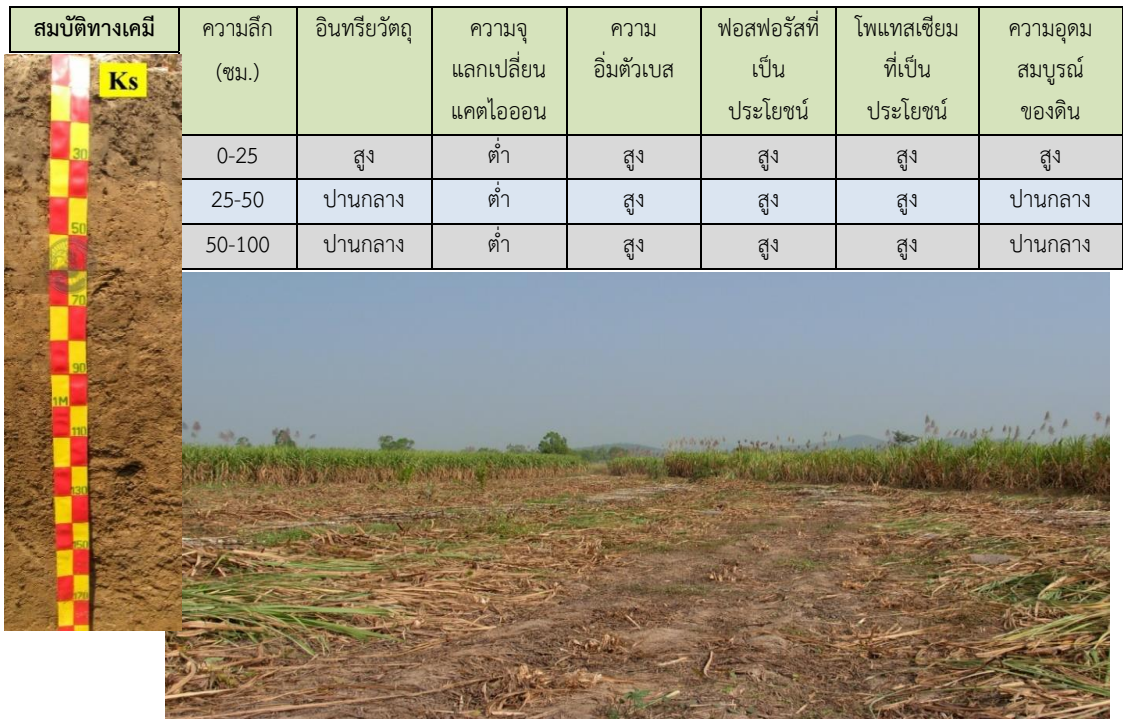 สมบัติทางเคมี ความลึก อินทรียวัตถุ ความจุ ความ ฟอสฟอรัสที่ โพแทสเซียม ความอุดม
(ซม.) แลกเปลี่ยน อิ่มตัวเบส เป็น ที่เป็น สมบูรณ์
แคตไอออน ประโยชน์ ประโยชน์ ของดิน
Ks
0-25 สูง ต่ำ สูง สูง สูง สูง
25-50 ปานกลาง ต่ำ สูง สูง สูง ปานกลาง
50-100 ปานกลาง ต่ำ สูง สูง สูง ปานกลาง
30
50
70
90
1M
110
130
150
170